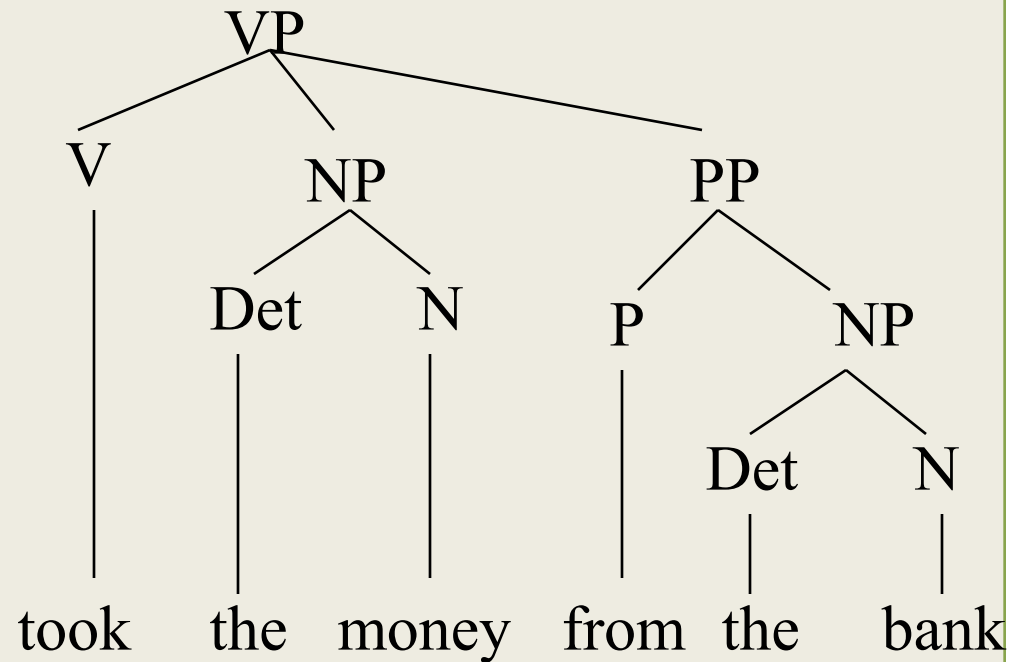 VP
V NP PP
Det N P NP
Det N
took the money from the bank